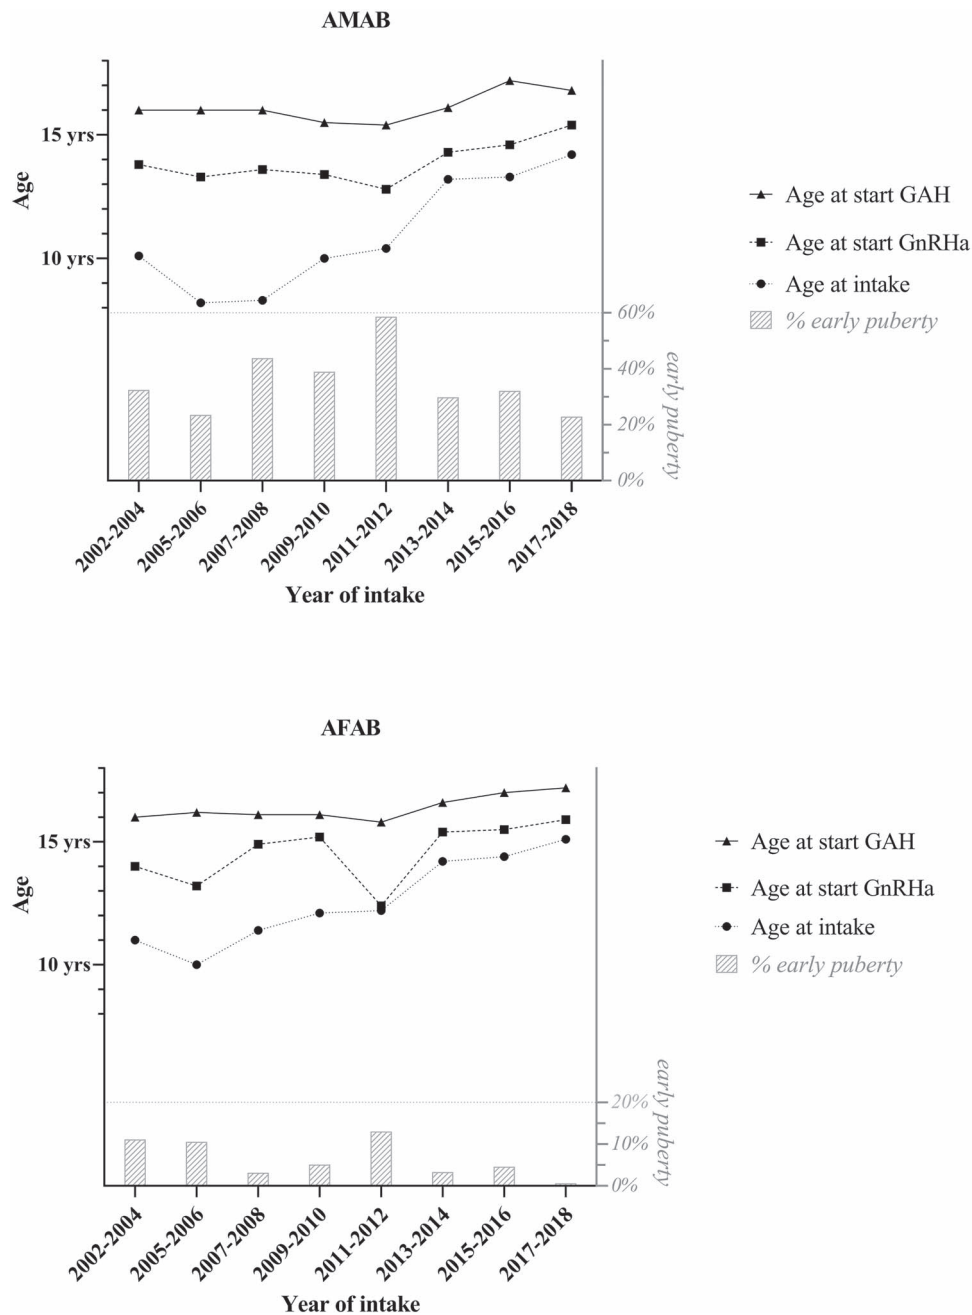 AMAB
15 yrs
10 yrs
Age
Age at start GAH
Age at start GnRHa
Age at intake
% early puberty
60%
40%
20%
0%
early puberty
2002-2004
2005-2006
2007-2008
2009-2010
2011-2012
2013-2014
2015-2016
2017-2018
Year of intake
AFAB
15 yrs
10 yrs
Age
Age at start GAH
Age at start GnRHa
Age at intake
% early puberty
20%
10%
0%
early puberty
2002-2004
2005-2006
2007-2008
2009-2010
2011-2012
2013-2014
2015-2016
2017-2018
Year of intake